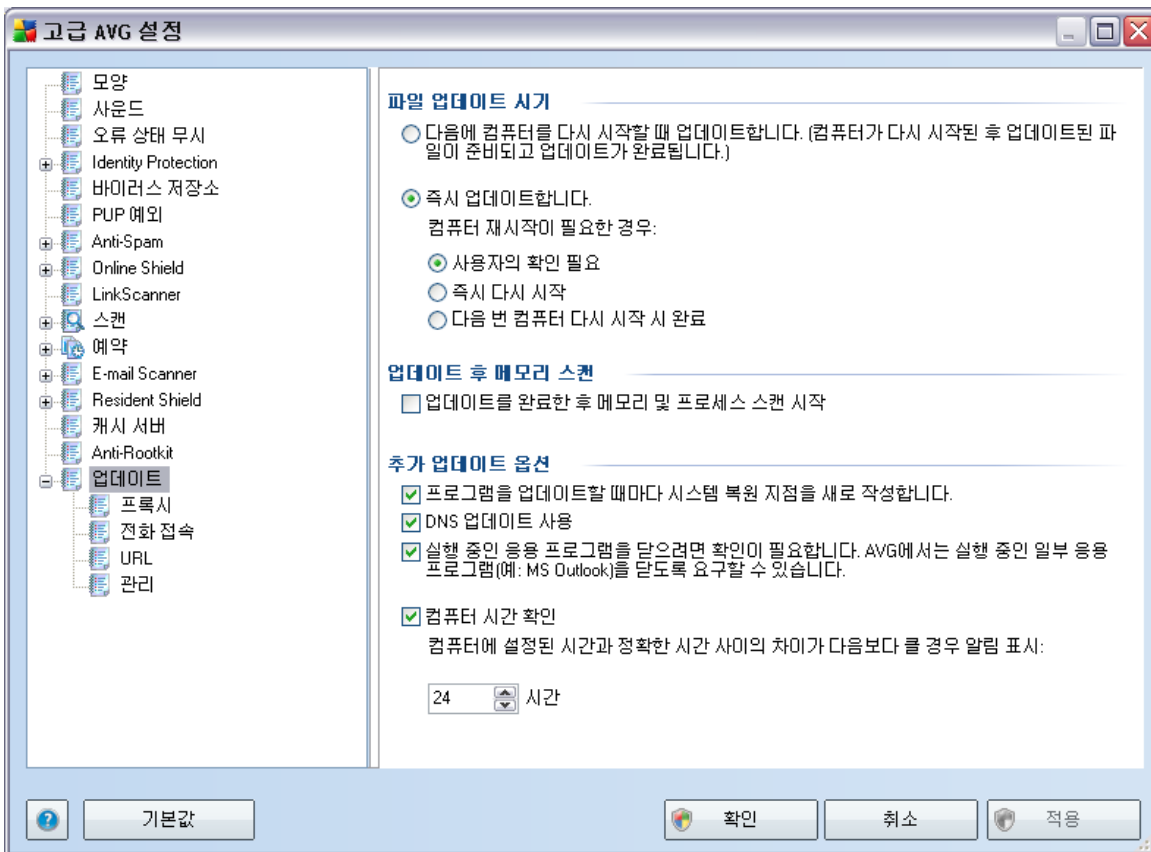 고급 AVG 설정
모양
사운드
오류 상태 무시
Identity Protection
바이러스 저장소
PUP 예외
Anti-Spam
Online Shield
LinkScanner
스캔
예약
E-mail Scanner
Resident Shield
캐시 서버
Anti-Rootkit
업데이트
프록시
전화 접속
URL
관리
파일 업데이트 시기
다음에 컴퓨터를 다시 시작할 때 업데이트합니다. (컴퓨터가 다시 시작된 후 업데이트된 파
일이 준비되고 업데이트가 완료됩니다.)
즉시 업데이트합니다.
컴퓨터 재시작이 필요한 경우:
사용자의 확인 필요
즉시 다시 시작
다음 번 컴퓨터 다시 시작 시 완료
업데이트 후 메모리 스캔
업데이트를 완료한 후 메모리 및 프로세스 스캔 시작
추가 업데이트 옵션
프로그램을 업데이트할 때마다 시스템 복원 지점을 새로 작성합니다.
DNS 업데이트 사용
실행 중인 응용 프로그램을 닫으려면 확인이 필요합니다. AVG에서는 실행 중인 일부 응용
프로그램(예: MS Outlook)을 닫도록 요구할 수 있습니다.
컴퓨터 시간 확인
컴퓨터에 설정된 시간과 정확한 시간 사이의 차이가 다음보다 클 경우 알림 표시:
24 시간
? 기본값 확인 취소 적용